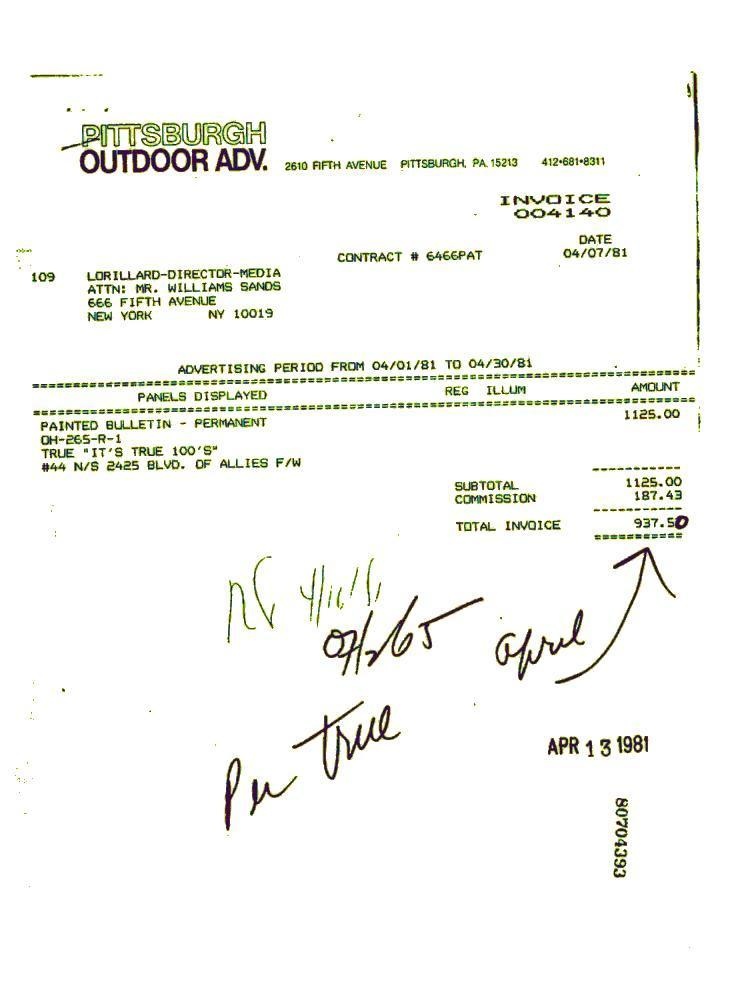 PITTSBURGH
OUTDOOR ADV. 2610 FIFTH AVENUE PITTSBURGH, PA. 15213 412•681•8311
INVOICE
004140
DATE
CONTRACT # 6466PAT 04/07/81
109 LORILLARD-DIRECTOR-MEDIA
ATTN: MR. WILLIAMS SANDS
666 FIFTH AVENUE
NEW YORK NY 10019
ADVERTISING PERIOD FROM 04/01/81 TO 04/30/81
PANELS DISPLAYED REG ILLUM AMOUNT
PAINTED BULLETIN - PERMANENT 1125.00
OH-265-R-1
TRUE "IT'S TRUE 100'S"
#44 N/S 2425 BLVD. OF ALLIES F/W
SUBTOTAL 1125.00
COMMISSION 187.43
TOTAL INVOICE 937.50
265 April
Per True
APR 13 1981
80704393